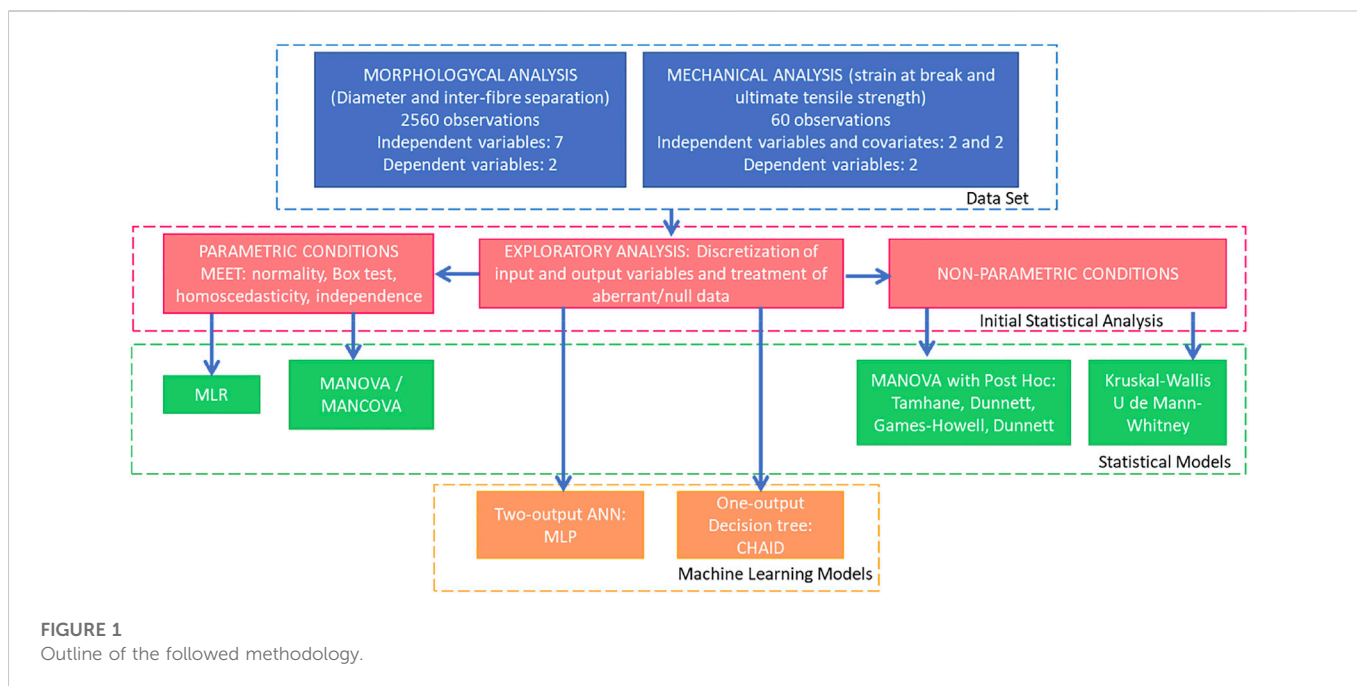 MORPHOLOGYCAL ANALYSIS
(Diameter and inter-fibre separation)
2560 observations
Independent variables: 7
Dependent variables: 2
MECHANICAL ANALYSIS (strain at break and
ultimate tensile strength)
60 observations
Independent variables and covariates: 2 and 2
Dependent variables: 2
Data Set
PARAMETRIC CONDITIONS
MEET: normality, Box test,
homoscedasticity, independence
EXPLORATORY ANALYSIS: Discretization of
input and output variables and treatment of
aberrant/null data
NON-PARAMETRIC CONDITIONS
Initial Statistical Analysis
MLR
MANOVA /
MANCOVA
MANOVA with Post Hoc:
Tamhane, Dunnett,
Games-Howell, Dunnett
Kruskal-Wallis
U de Mann-
Whitney
Statistical Models
Two-output ANN:
MLP
One-output
Decision tree:
CHAID
Machine Learning Models
FIGURE 1
Outline of the followed methodology.